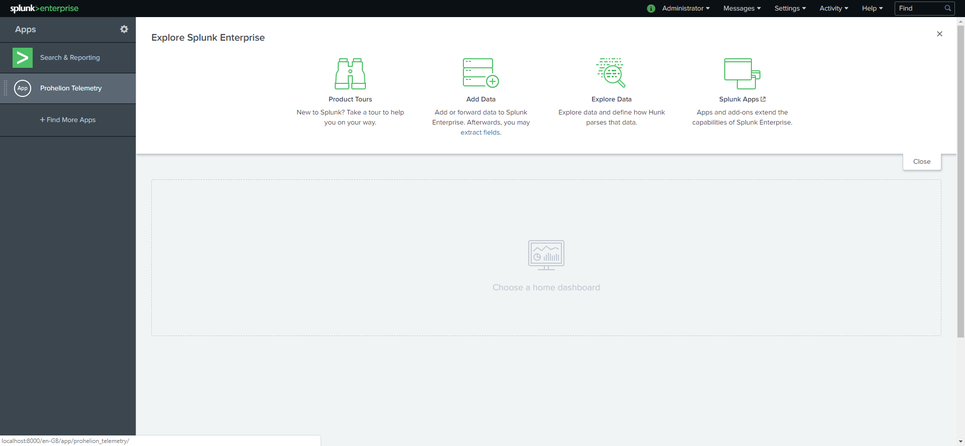 splunk>enterprise
i Administrator Messages Settings Activity Help Find
Apps
Search & Reporting
App Prohelion Telemetry
+ Find More Apps
Explore Splunk Enterprise
Product Tours
New to Splunk? Take a tour to help
you on your way.
Add Data
Add or forward data to Splunk
Enterprise. Afterwards, you may
extract fields.
Explore Data
Explore data and define how Hunk
parses that data.
Splunk Apps
Apps and add-ons extend the
capabilities of Splunk Enterprise.
Close
Choose a home dashboard
localhost:8000/en-GB/app/prohelion_telemetry/